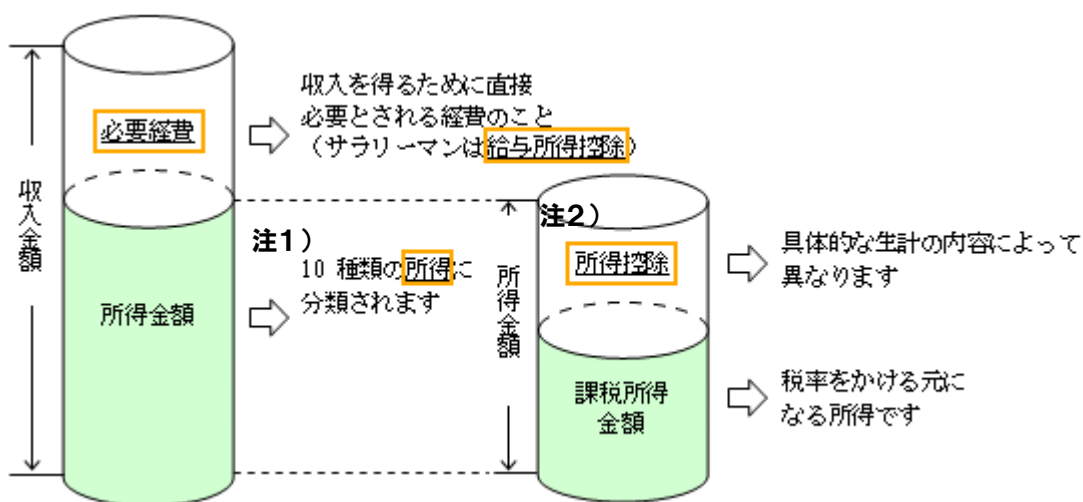 収入金額
必要経費
収入を得るために直接
必要とされる経費のこと
（サラリーマンは給与所得控除）
所得金額
注1）
10 種類の所得に
分類されます
所得金額
注2）
所得控除
具体的な生計の内容によって
異なります
課税所得
金額
税率をかける元に
なる所得です